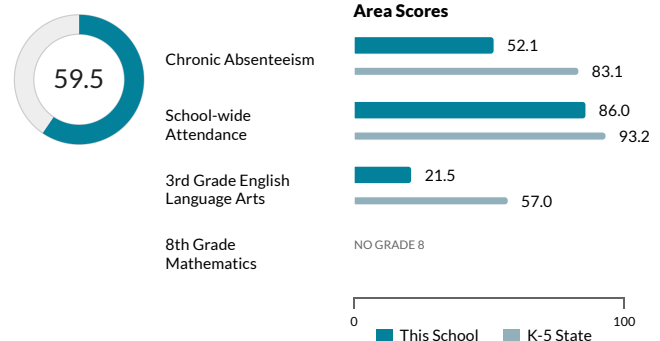 Area Scores
59.5
Chronic Absenteeism
52.1
83.1
School-wide
Attendance
86.0
93.2
3rd Grade English
Language Arts
21.5
57.0
8th Grade
Mathematics
NO GRADE 8
0 100
This School K-5 State